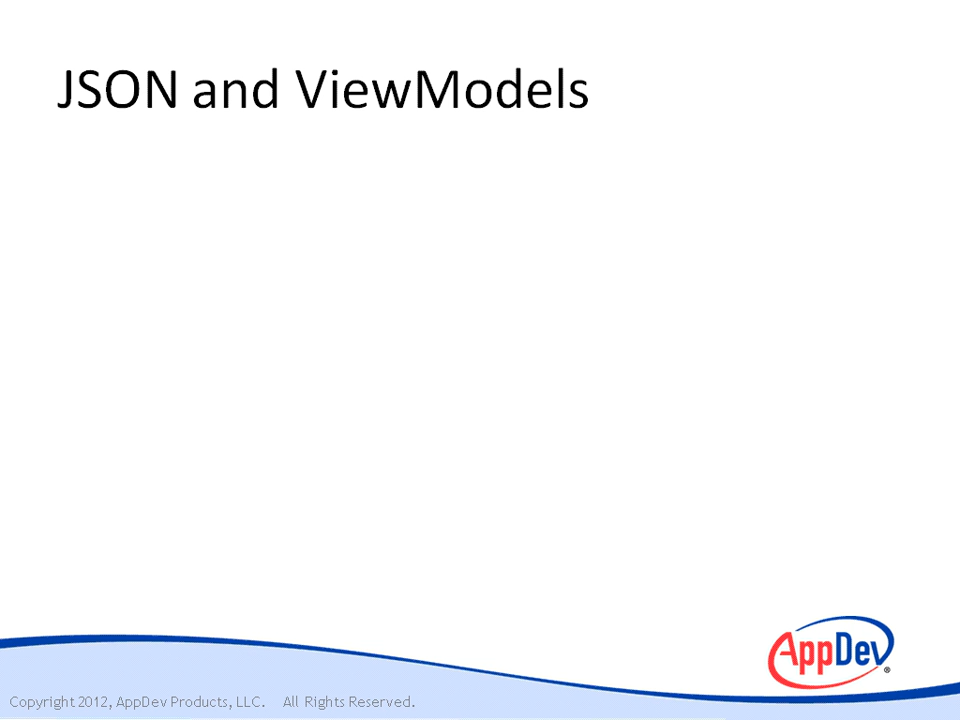 JSON and ViewModels
AppDev®
Copyright 2012, AppDev Products, LLC. All Rights Reserved.